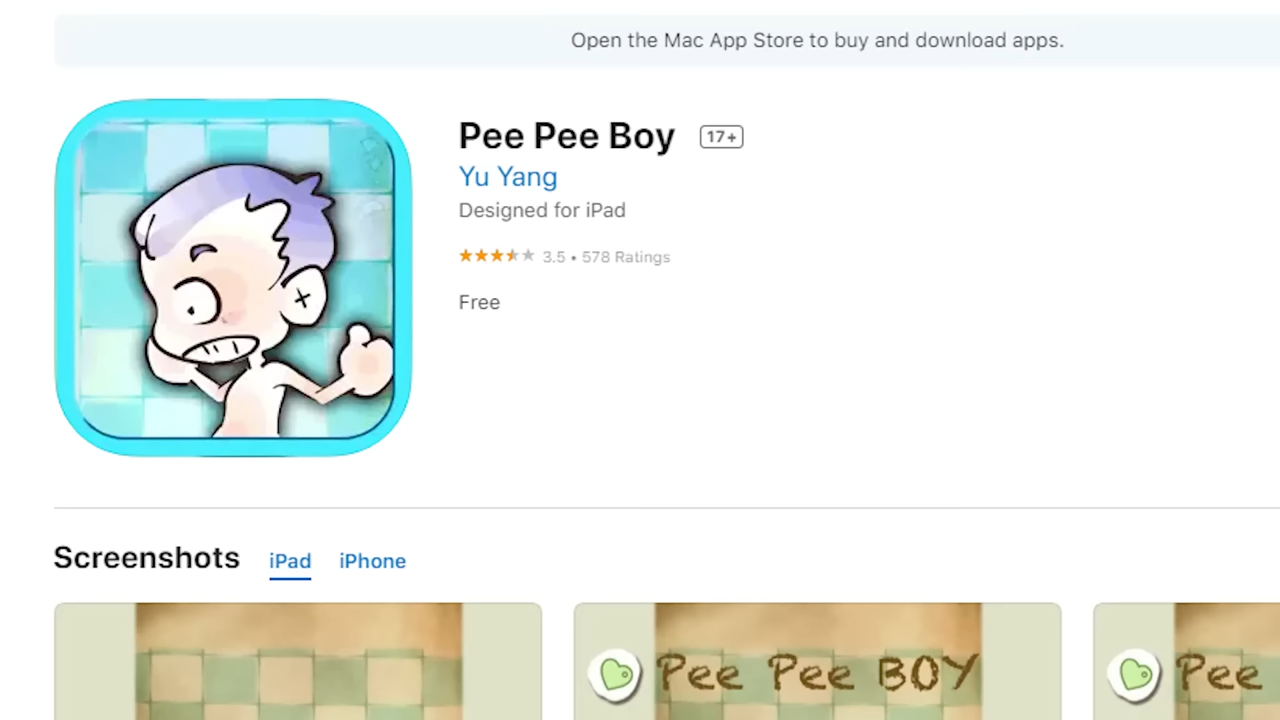 Open the Mac App Store to buy and download apps.
Pee Pee Boy 17+
Yu Yang
Designed for iPad
3.5 • 578 Ratings
Free
Screenshots iPad iPhone
Pee Pee BOY
Pee